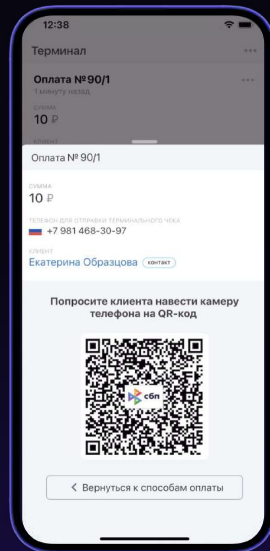 12:38
Терминал
Оплата №90/1
1 минуту назад
СУММА
10 ₽
КЛИЕНТ
Оплата № 90/1
СУММА
10 ₽
ТЕЛЕФОН ДЛЯ ОТПРАВКИ ТЕРМИНАЛЬНОГО ЧЕКА
+7 981 468-30-97
КЛИЕНТ
Екатерина Образцова контакт
Попросите клиента навести камеру
телефона на QR-код
сбп
Вернуться к способам оплаты